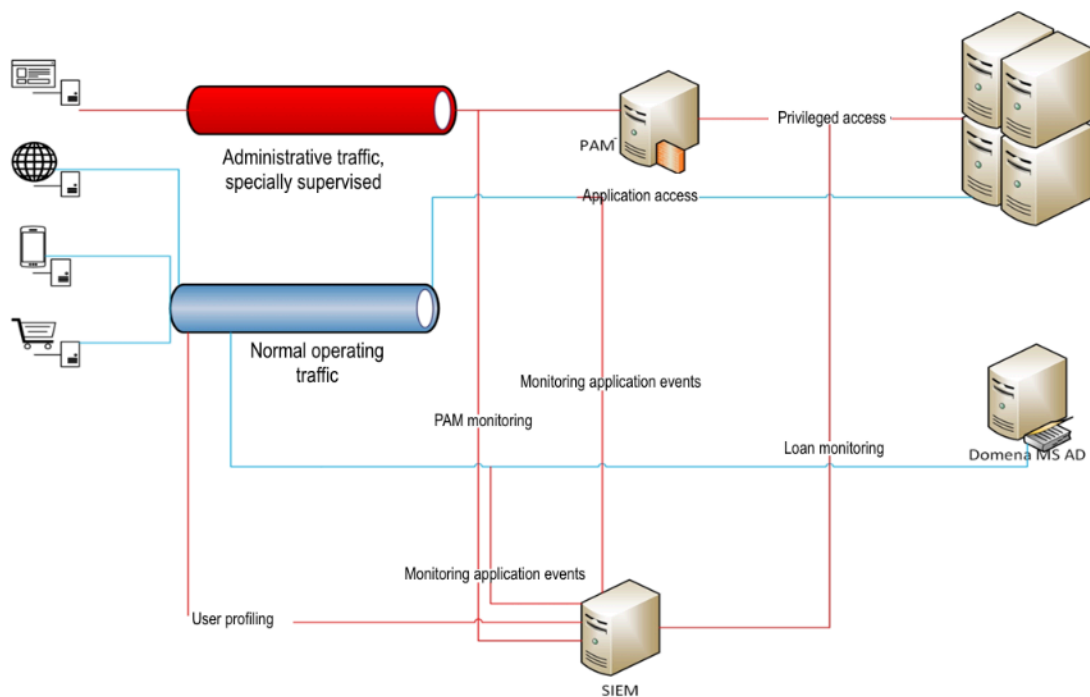 Administrative traffic,
specially supervised
PAM
Privileged access
Application access
Normal operating
traffic
Monitoring application events
PAM monitoring
Loan monitoring
Domena MS AD
Monitoring application events
User profiling
SIEM